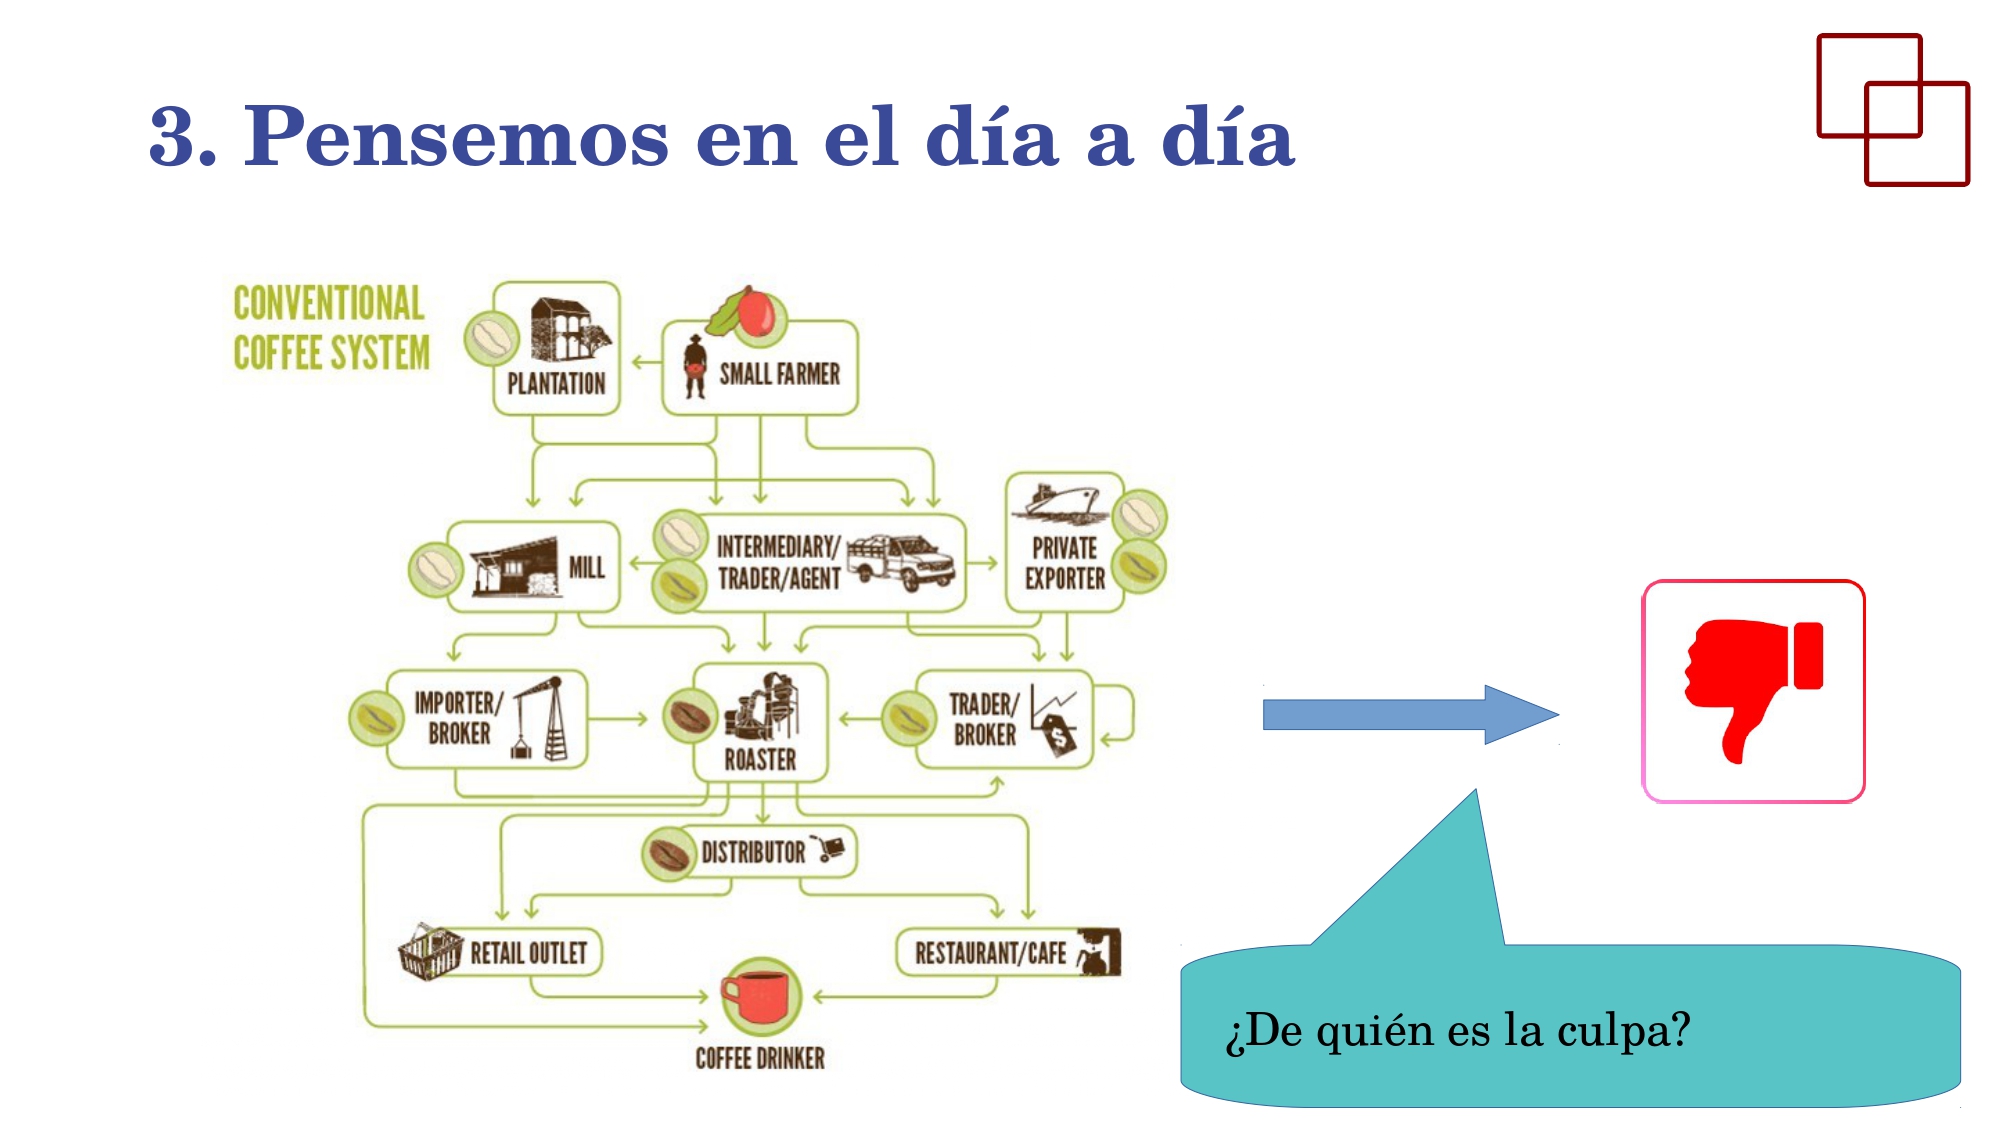 3. Pensemos en el día a día
CONVENTIONAL
COFFEE SYSTEM
PLANTATION
SMALL FARMER
MILL
INTERMEDIARY/
TRADER/AGENT
PRIVATE
EXPORTER
IMPORTER/
BROKER
ROASTER
TRADER/
BROKER
$
DISTRIBUTOR
RETAIL OUTLET
RESTAURANT/CAFE
COFFEE DRINKER
¿De quién es la culpa?